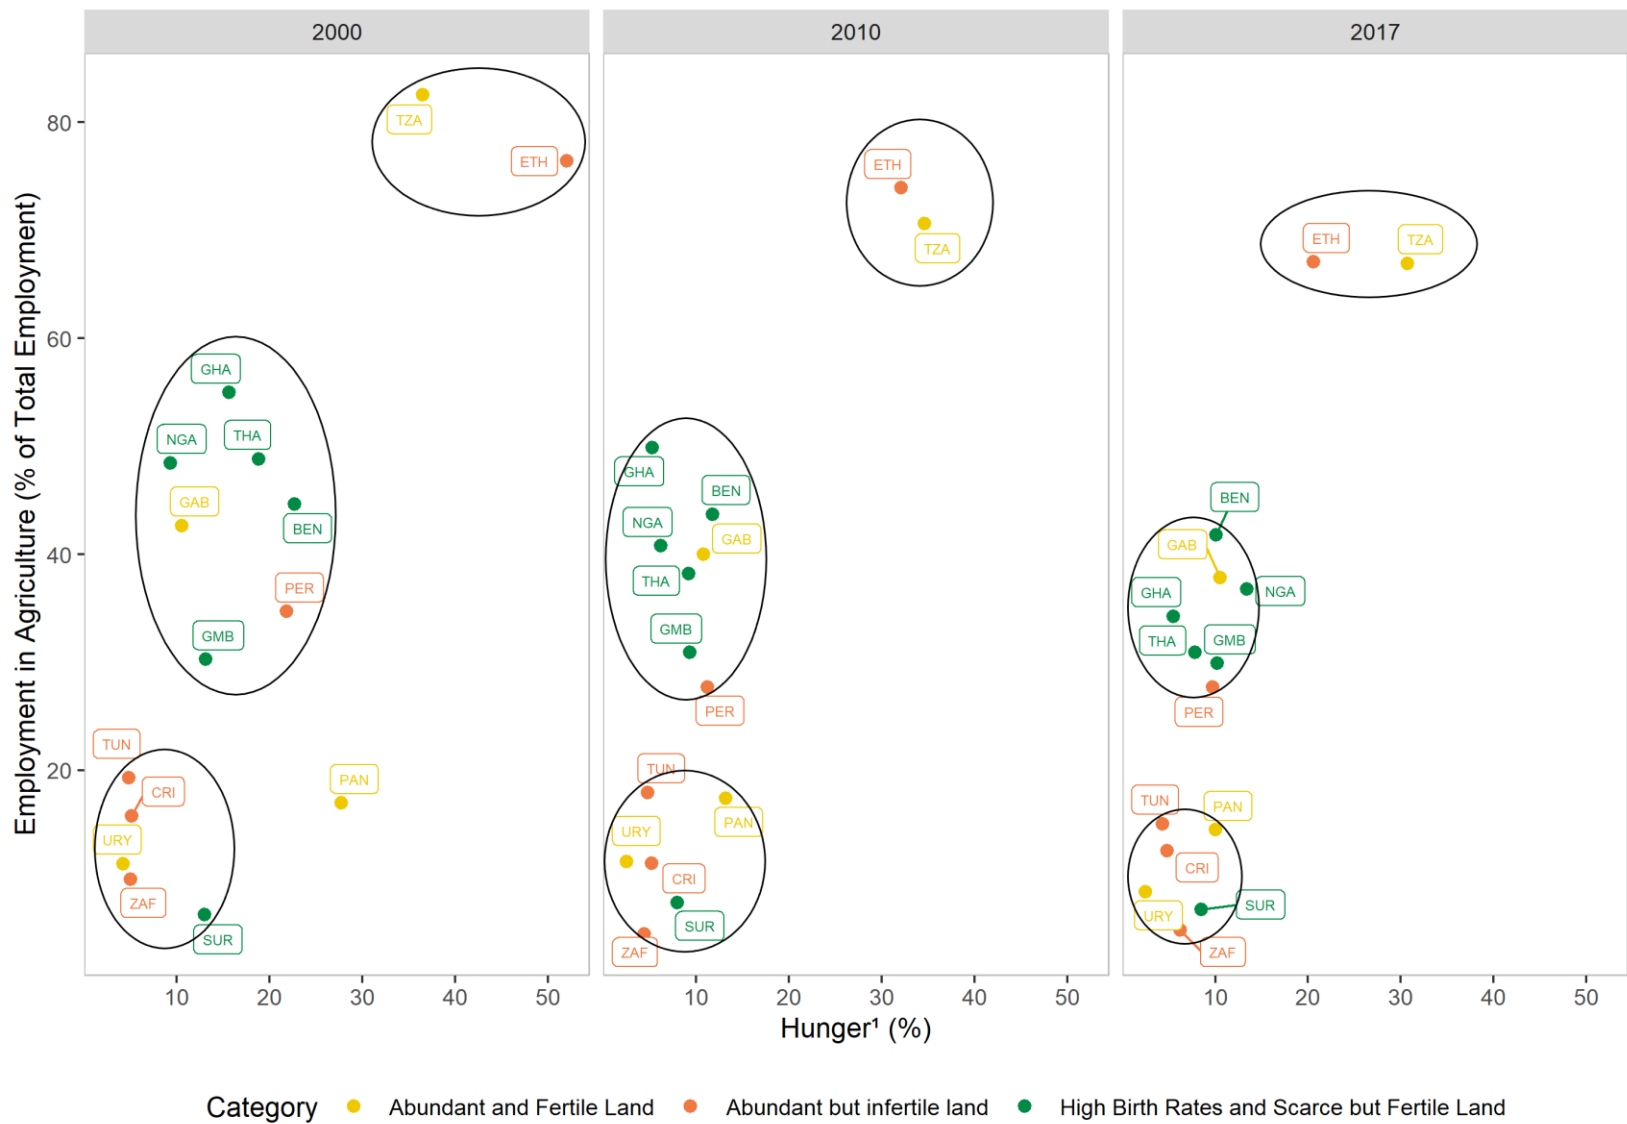 2000
2010
2017
Employment in Agriculture (% of Total Employment)
80
60
40
20
TZA
ETH
GHA
NGA
THA
GAB
BEN
PER
GMB
TUN
CRI
PAN
URY
ZAF
SUR
ETH
TZA
GHA
BEN
NGA
GAB
THA
GMB
PER
TUN
URY
PAN
CRI
SUR
ZAF
ETH
TZA
BEN
GAB
GHA
NGA
THA
GMB
PER
TUN
PAN
CRI
URY
SUR
ZAF
10 20 30 40 50
10 20 30 40 50
10 20 30 40 50
Hunger¹ (%)
Category Abundant and Fertile Land Abundant but infertile land High Birth Rates and Scarce but Fertile Land